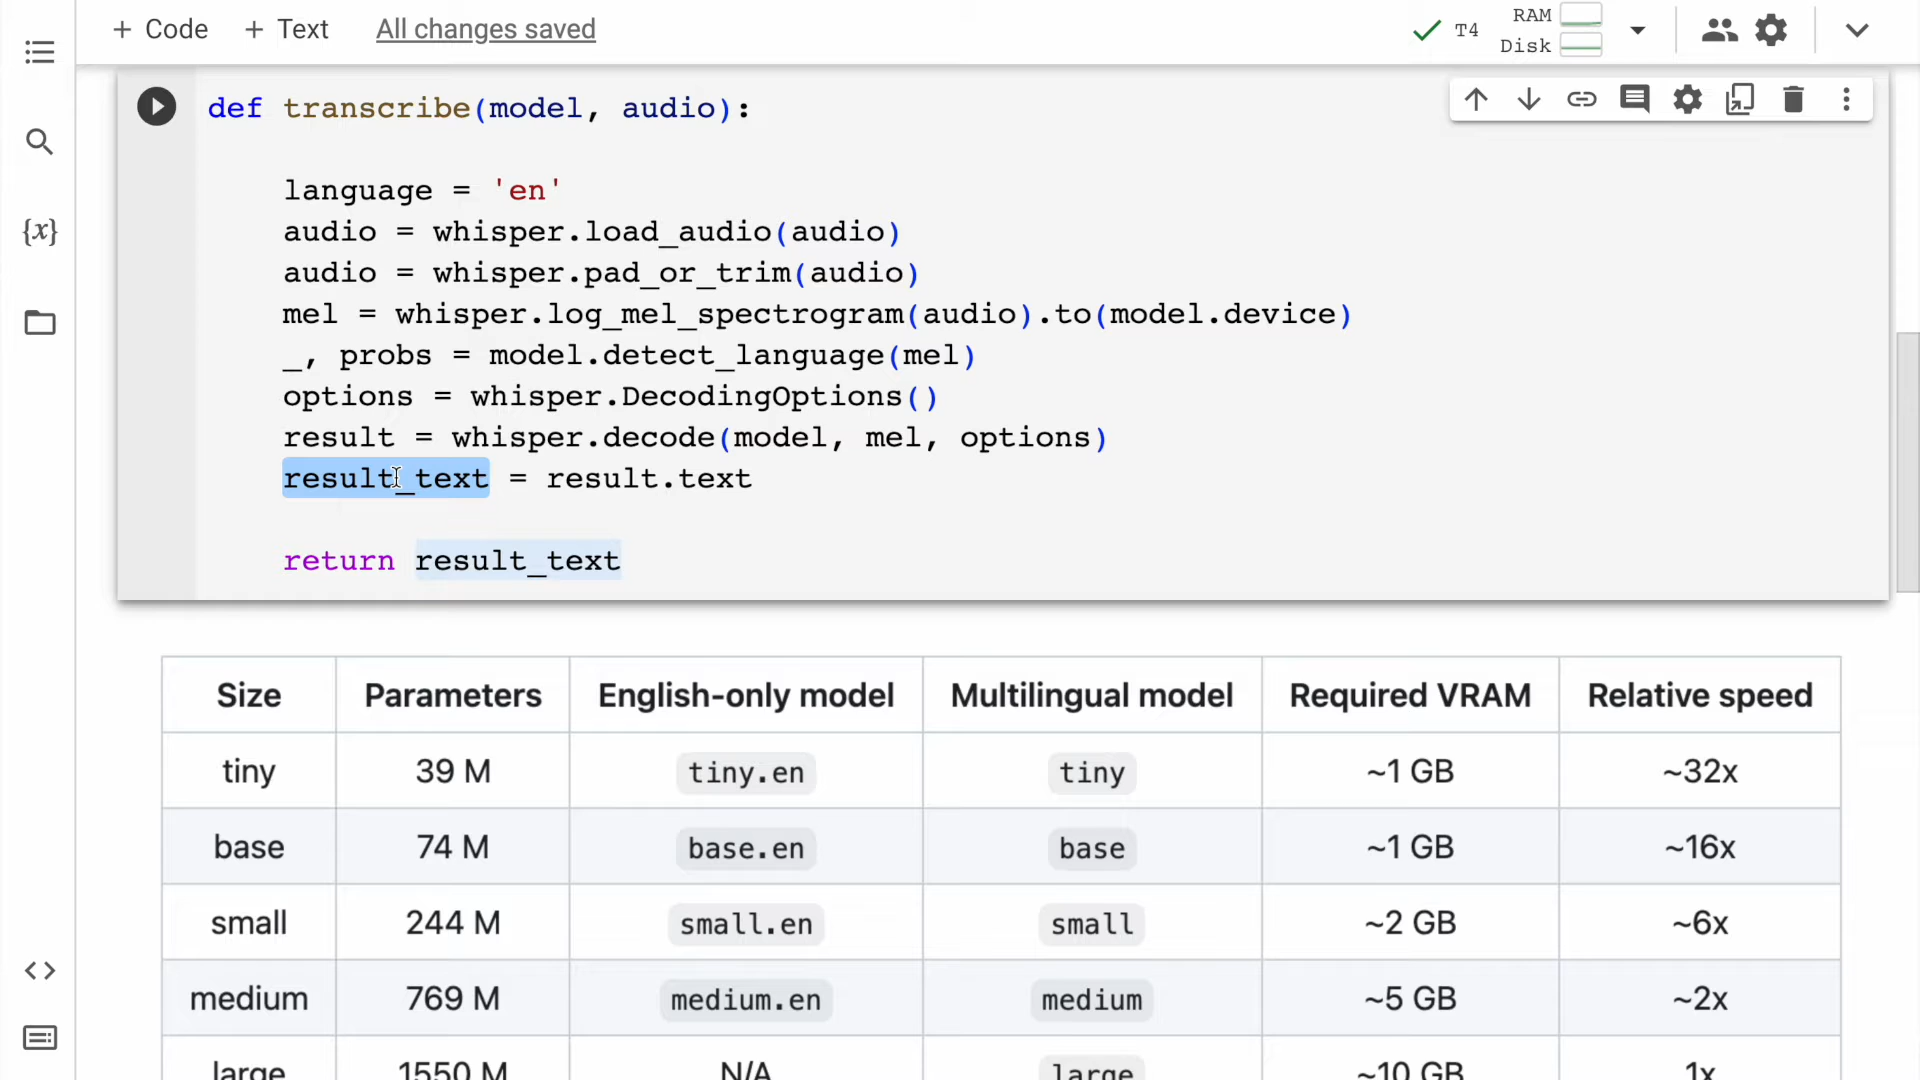 + Code + Text All changes saved T4 RAM Disk
def transcribe(model, audio):
language = 'en'
audio = whisper.load_audio(audio)
audio = whisper.pad_or_trim(audio)
mel = whisper.log_mel_spectrogram(audio).to(model.device)
_, probs = model.detect_language(mel)
options = whisper.DecodingOptions()
result = whisper.decode(model, mel, options)
result_text = result.text
return result_text
Size Parameters English-only model Multilingual model Required VRAM Relative speed
tiny 39 M tiny.en tiny ~1 GB ~32x
base 74 M base.en base ~1 GB ~16x
small 244 M small.en small ~2 GB ~6x
medium 769 M medium.en medium ~5 GB ~2x
large 1550 M N/A large ~10 GB 1x